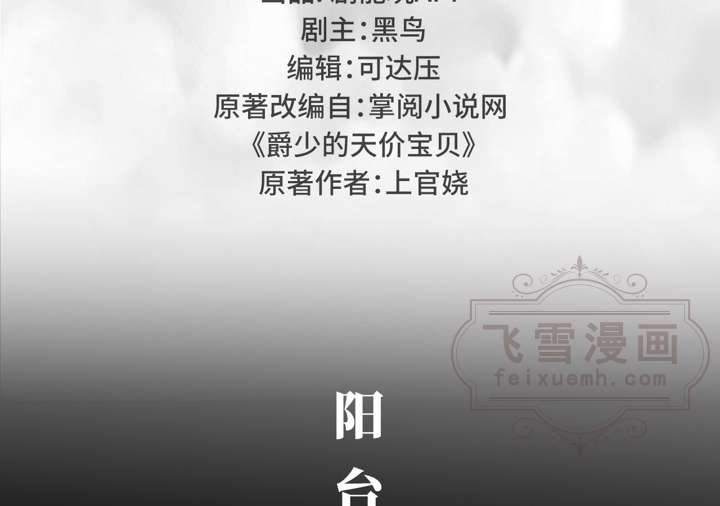 剧主：黑鸟
编辑：可达压
原著改编自：掌阅小说网
《爵少的天价宝贝》
原著作者：上官娆
飞雪漫画
feixuemh.com
阳
台